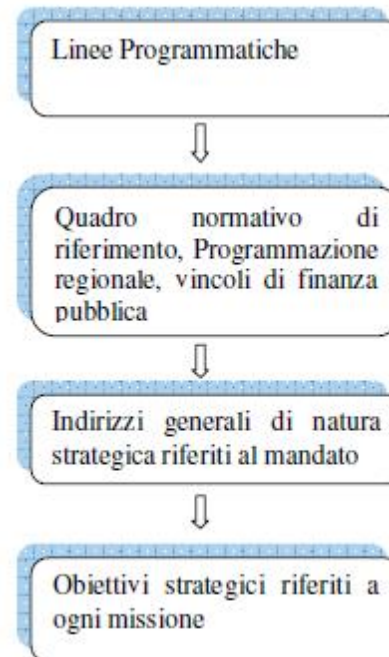 Linee Programmatiche
Quadro normativo di
riferimento, Programmazione
regionale, vincoli di finanza
pubblica
Indirizzi generali di natura
strategica riferiti al mandato
Obiettivi strategici riferiti a
ogni missione